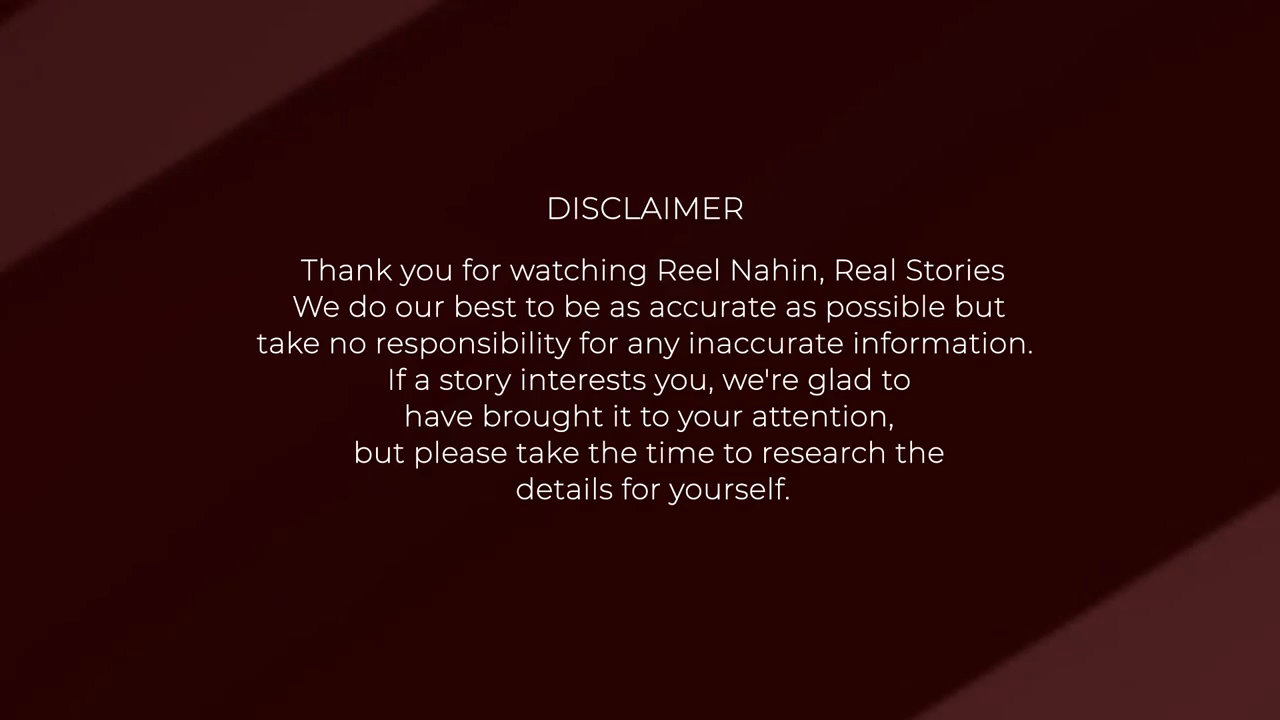 DISCLAIMER
Thank you for watching Reel Nahin, Real Stories
We do our best to be as accurate as possible but
take no responsibility for any inaccurate information.
If a story interests you, we're glad to
have brought it to your attention,
but please take the time to research the
details for yourself.